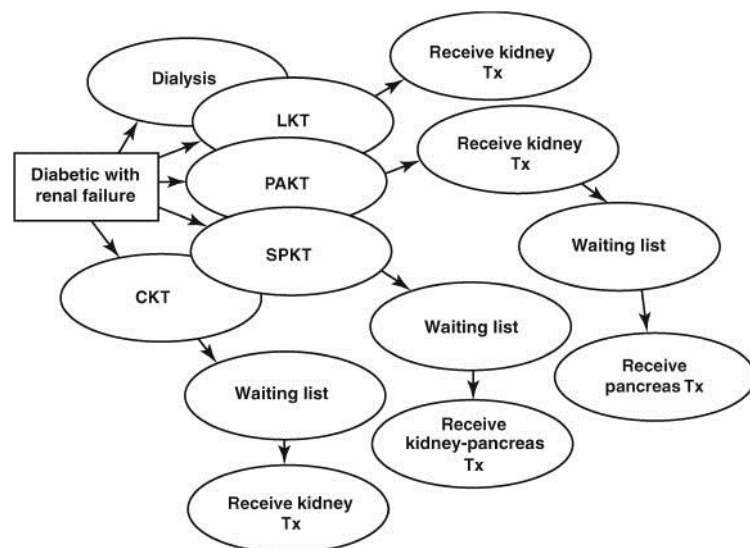 Receive kidney
Tx
Dialysis
LKT
Receive kidney
Tx
Diabetic with
renal failure
PAKT
SPKT
Waiting list
CKT
Waiting list
Receive
pancreas Tx
Waiting list
Receive
kidney-pancreas
Tx
Receive kidney
Tx